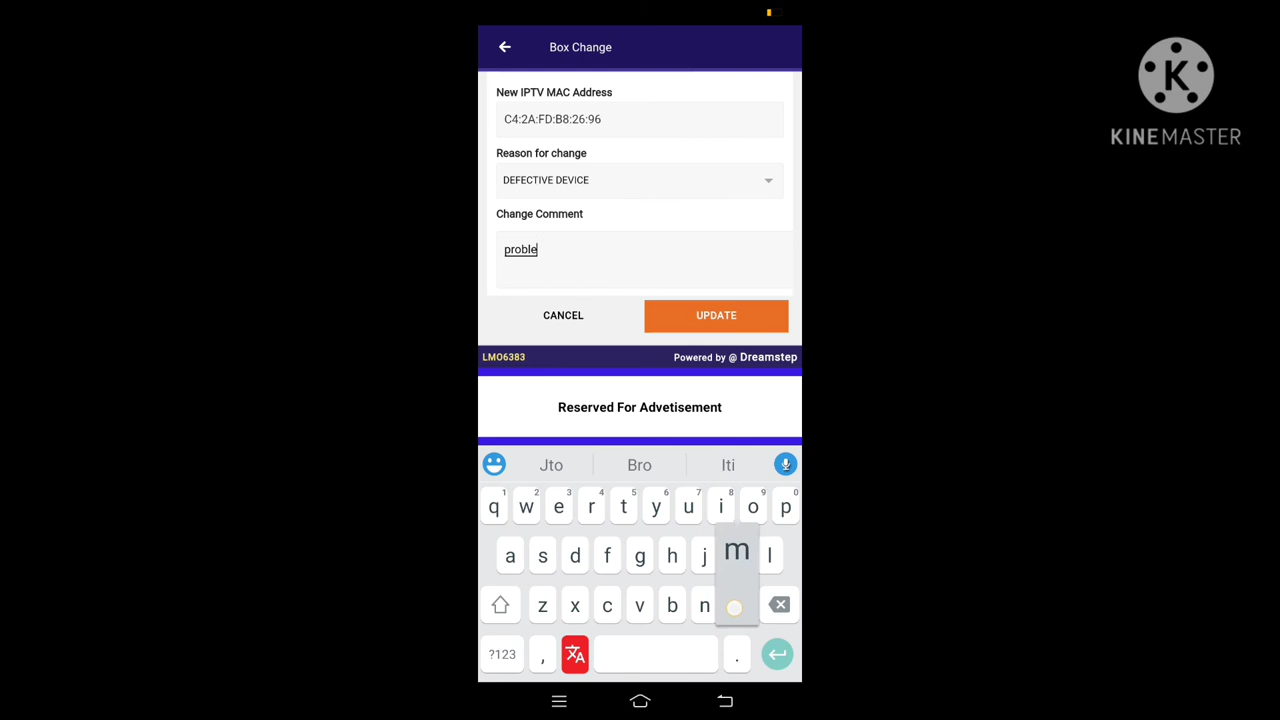 Box Change
New IPTV MAC Address
C4:2A:FD:B8:26:96
Reason for change
DEFECTIVE DEVICE
Change Comment
proble
CANCEL UPDATE
LMO6383 Powered by @ Dreamstep
Reserved For Advetisement
Jto Bro Iti
1 2 3 4 5 6 7 8 9 0
q w e r t y u i o p
a s d f g h j l
m
z x c v b n
?123 , .
K
KINEMASTER